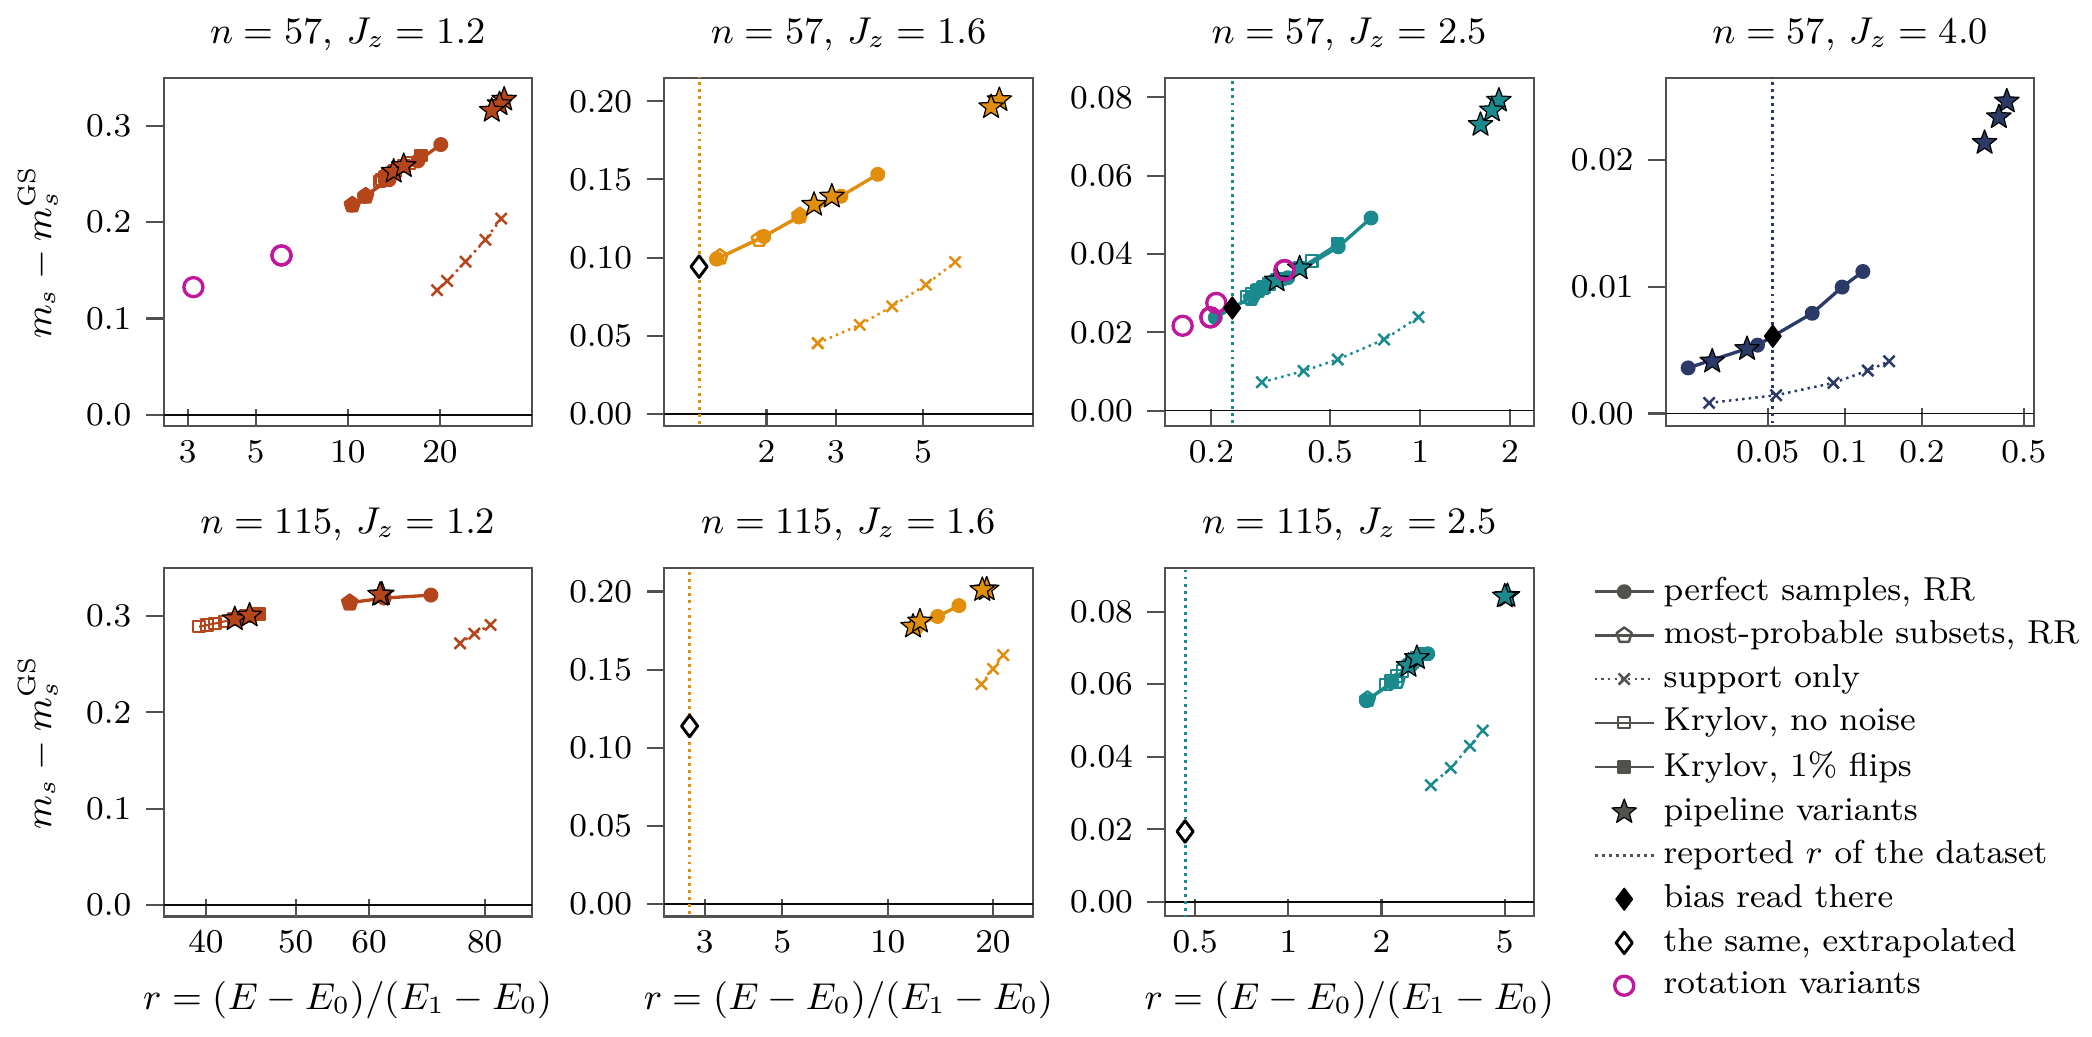 n = 57, J_z = 1.2
n = 57, J_z = 1.6
n = 57, J_z = 2.5
n = 57, J_z = 4.0
m_s − m_s^GS
0.3
0.2
0.1
0.0
3 5 10 20
0.20
0.15
0.10
0.05
0.00
2 3 5
0.08
0.06
0.04
0.02
0.00
0.2 0.5 1 2
0.02
0.01
0.00
0.05 0.1 0.2 0.5
n = 115, J_z = 1.2
n = 115, J_z = 1.6
n = 115, J_z = 2.5
m_s − m_s^GS
0.3
0.2
0.1
0.0
40 50 60 80
r = (E − E_0)/(E_1 − E_0)
0.20
0.15
0.10
0.05
0.00
3 5 10 20
r = (E − E_0)/(E_1 − E_0)
0.08
0.06
0.04
0.02
0.00
0.5 1 2 5
r = (E − E_0)/(E_1 − E_0)
perfect samples, RR
most-probable subsets, RR
support only
Krylov, no noise
Krylov, 1% flips
pipeline variants
reported r of the dataset
bias read there
the same, extrapolated
rotation variants